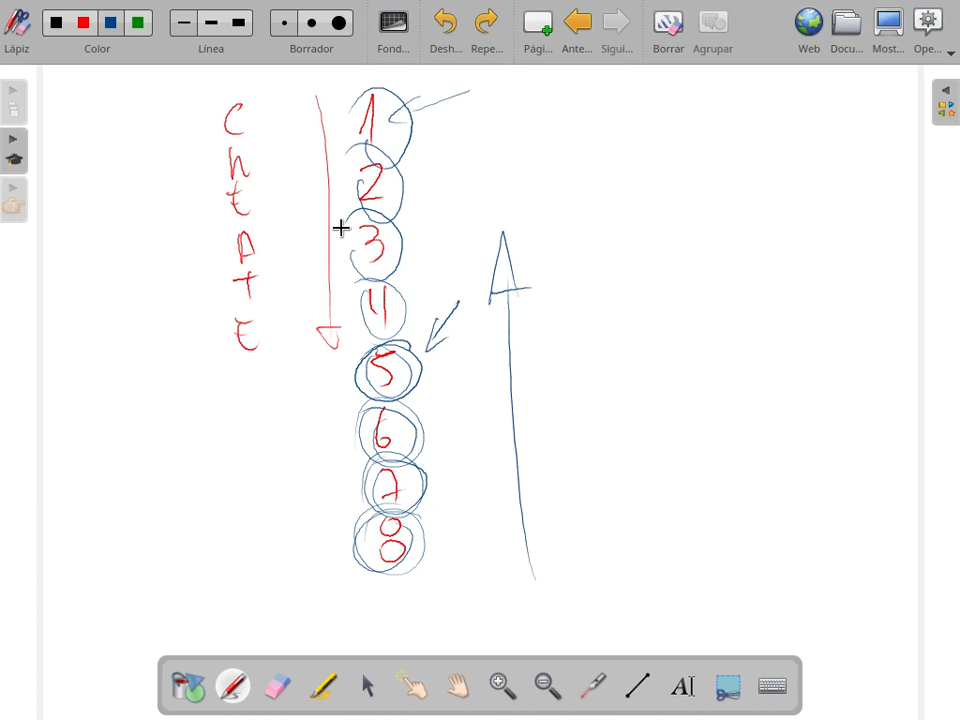 Lápiz
Color
Línea
Borrador
Fond...
Desh...
Repe...
Pági...
Ante...
Sigui...
Borrar
Agrupar
Web
Docu...
Most...
Ope...
C
h
E
A
T
E
1
2
3
4
5
6
7
8